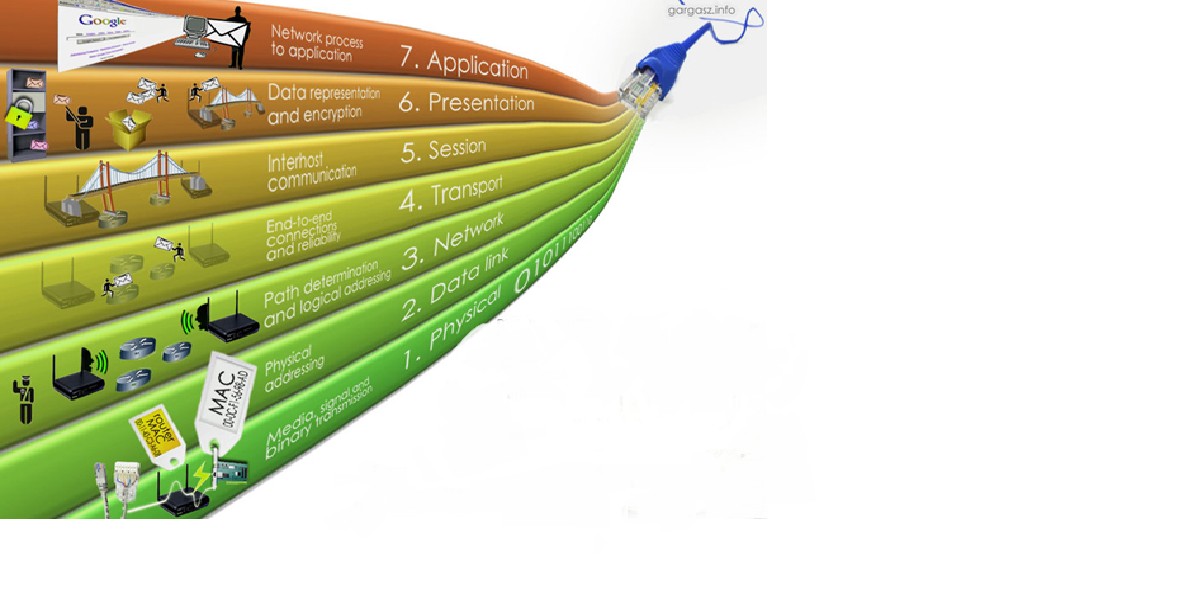 gargasz.info
Google
Network process
to application
7. Application
Data representation
and encryption
6. Presentation
Interhost
communication
5. Session
End-to-end
connections
and reliability
4. Transport
Path determination
and logical addressing
3. Network
Physical
addressing
2. Data link
Media, signal and
binary transmission
1. Physical
MAC
router
MAC